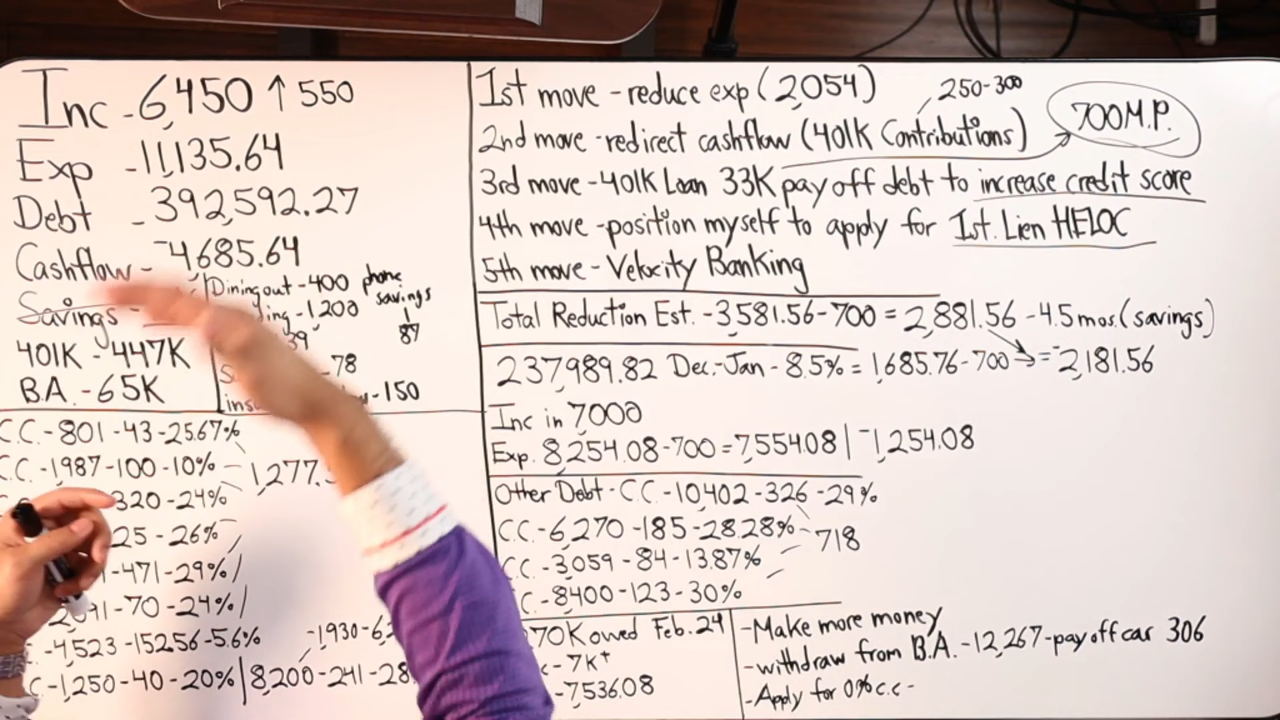 Inc - 6,450 ↑ 550
Exp - 11,135.64
Debt - 392,592.27
Cashflow - -4685.64
Savings -
401K - 447K
B.A. - 65K
Dining out - 400 phone
savings
-1200
87
39
-78
-150
C.C. - 801 - 43 - 25.67%
C.C. - 1987 - 100 - 10%
320 - 24%
25 - 26%
-471 - 29%
-70 - 24%
-4,523 - 152.56 - 5.6%
-1,250 - 40 - 20% | 8,200 - 241 - 28
1,277.
-1930 - 6
1st move - reduce exp (2,054)
250-300
2nd move - redirect cashflow (401K Contributions)
700 M.P.
3rd move - 401K Loan 33K pay off debt to increase credit score
4th move - position myself to apply for 1st. Lien HELOC
5th move - Velocity Banking
Total Reduction Est. - 3,581.56 - 700 = 2,881.56 - 4.5 mos. (savings)
237,989.82 Dec.-Jan - 8.5% = 1,685.76 - 700 → = -2,181.56
Inc in 7000
Exp. 8,254.08 - 700 = 7,554.08 | -1,254.08
Other Debt - C.C. - 10,402 - 326 - 29%
C.C. - 6,270 - 185 - 28.28%
718
C.C. - 3,059 - 84 - 13.87%
C. - 8400 - 123 - 30%
70K owed Feb. 24
- 7K+
- 7,536.08
- Make more money
- withdraw from B.A. - 12,267 - pay off car 306
- Apply for 0% c.c -